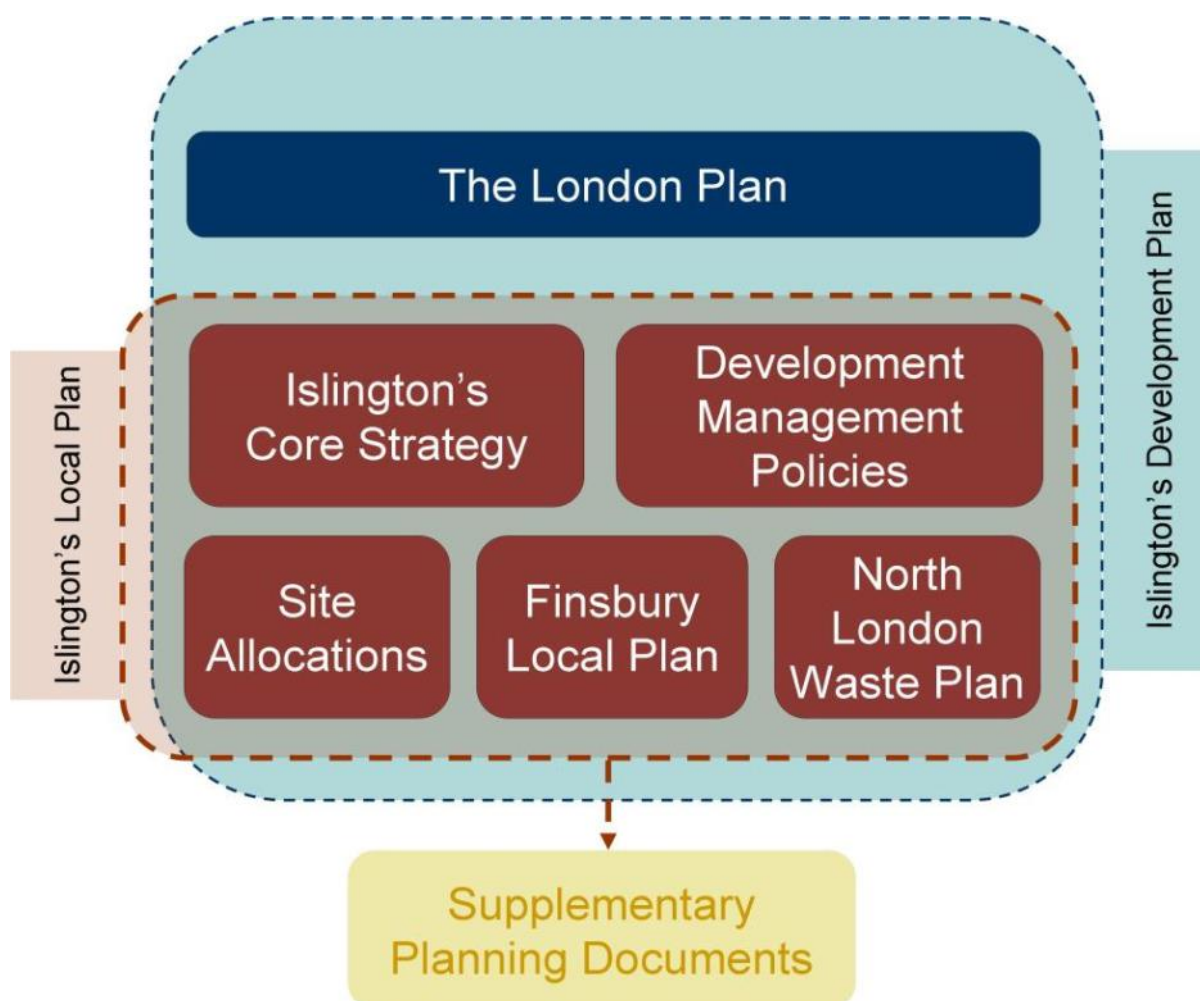 The London Plan
Islington's Local Plan
Islington's
Core Strategy
Development
Management
Policies
Islington's Development Plan
Site
Allocations
Finsbury
Local Plan
North
London
Waste Plan
Supplementary
Planning Documents